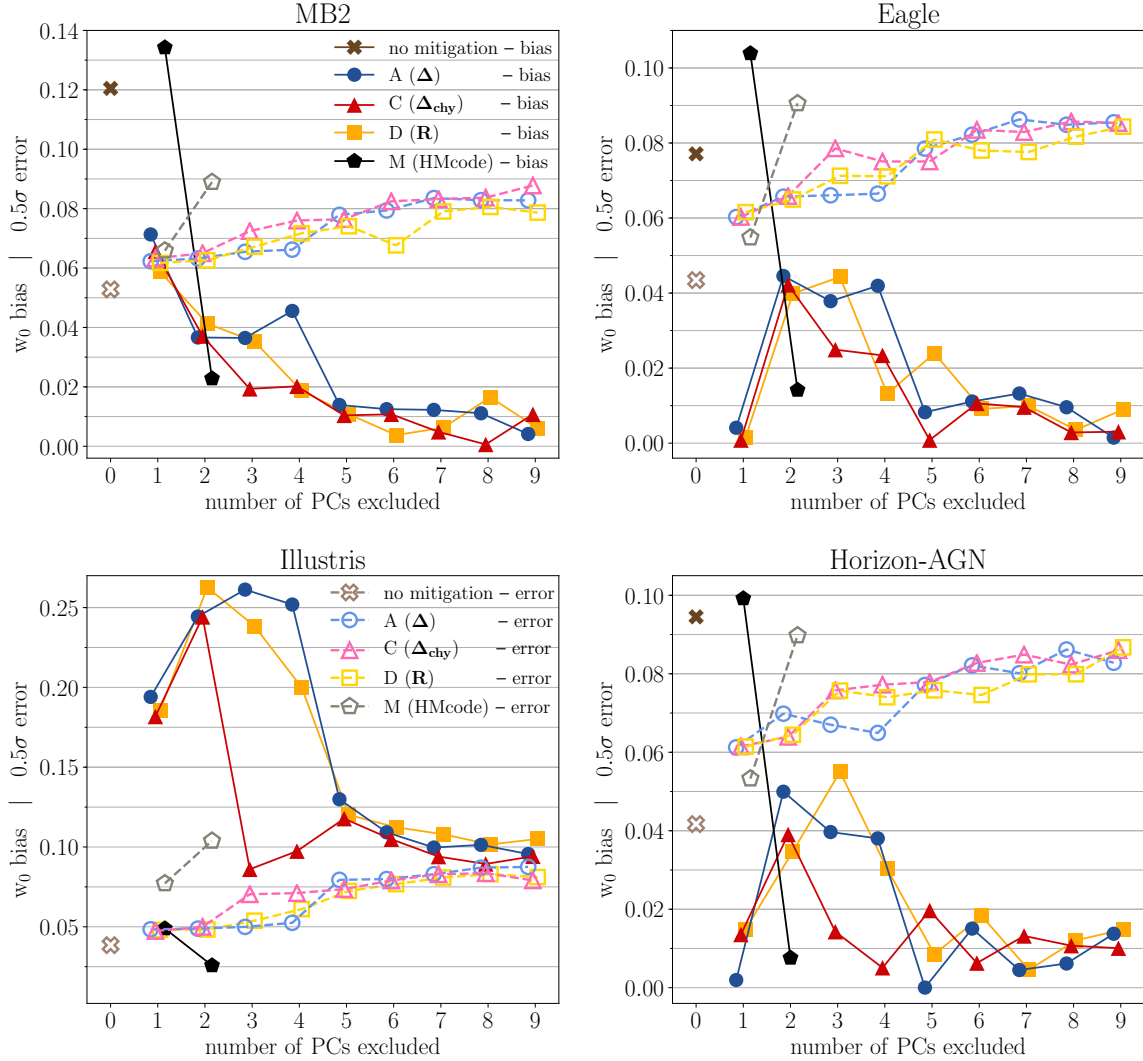 MB2
w₀ bias | 0.5σ error
0.14
0.12
0.10
0.08
0.06
0.04
0.02
0.00
no mitigation – bias
A (Δ) – bias
C (Δchy) – bias
D (R) – bias
M (HMcode) – bias
0 1 2 3 4 5 6 7 8 9
number of PCs excluded
Eagle
w₀ bias | 0.5σ error
0.10
0.08
0.06
0.04
0.02
0.00
0 1 2 3 4 5 6 7 8 9
number of PCs excluded
Illustris
w₀ bias | 0.5σ error
0.25
0.20
0.15
0.10
0.05
no mitigation – error
A (Δ) – error
C (Δchy) – error
D (R) – error
M (HMcode) – error
0 1 2 3 4 5 6 7 8 9
number of PCs excluded
Horizon-AGN
w₀ bias | 0.5σ error
0.10
0.08
0.06
0.04
0.02
0.00
0 1 2 3 4 5 6 7 8 9
number of PCs excluded